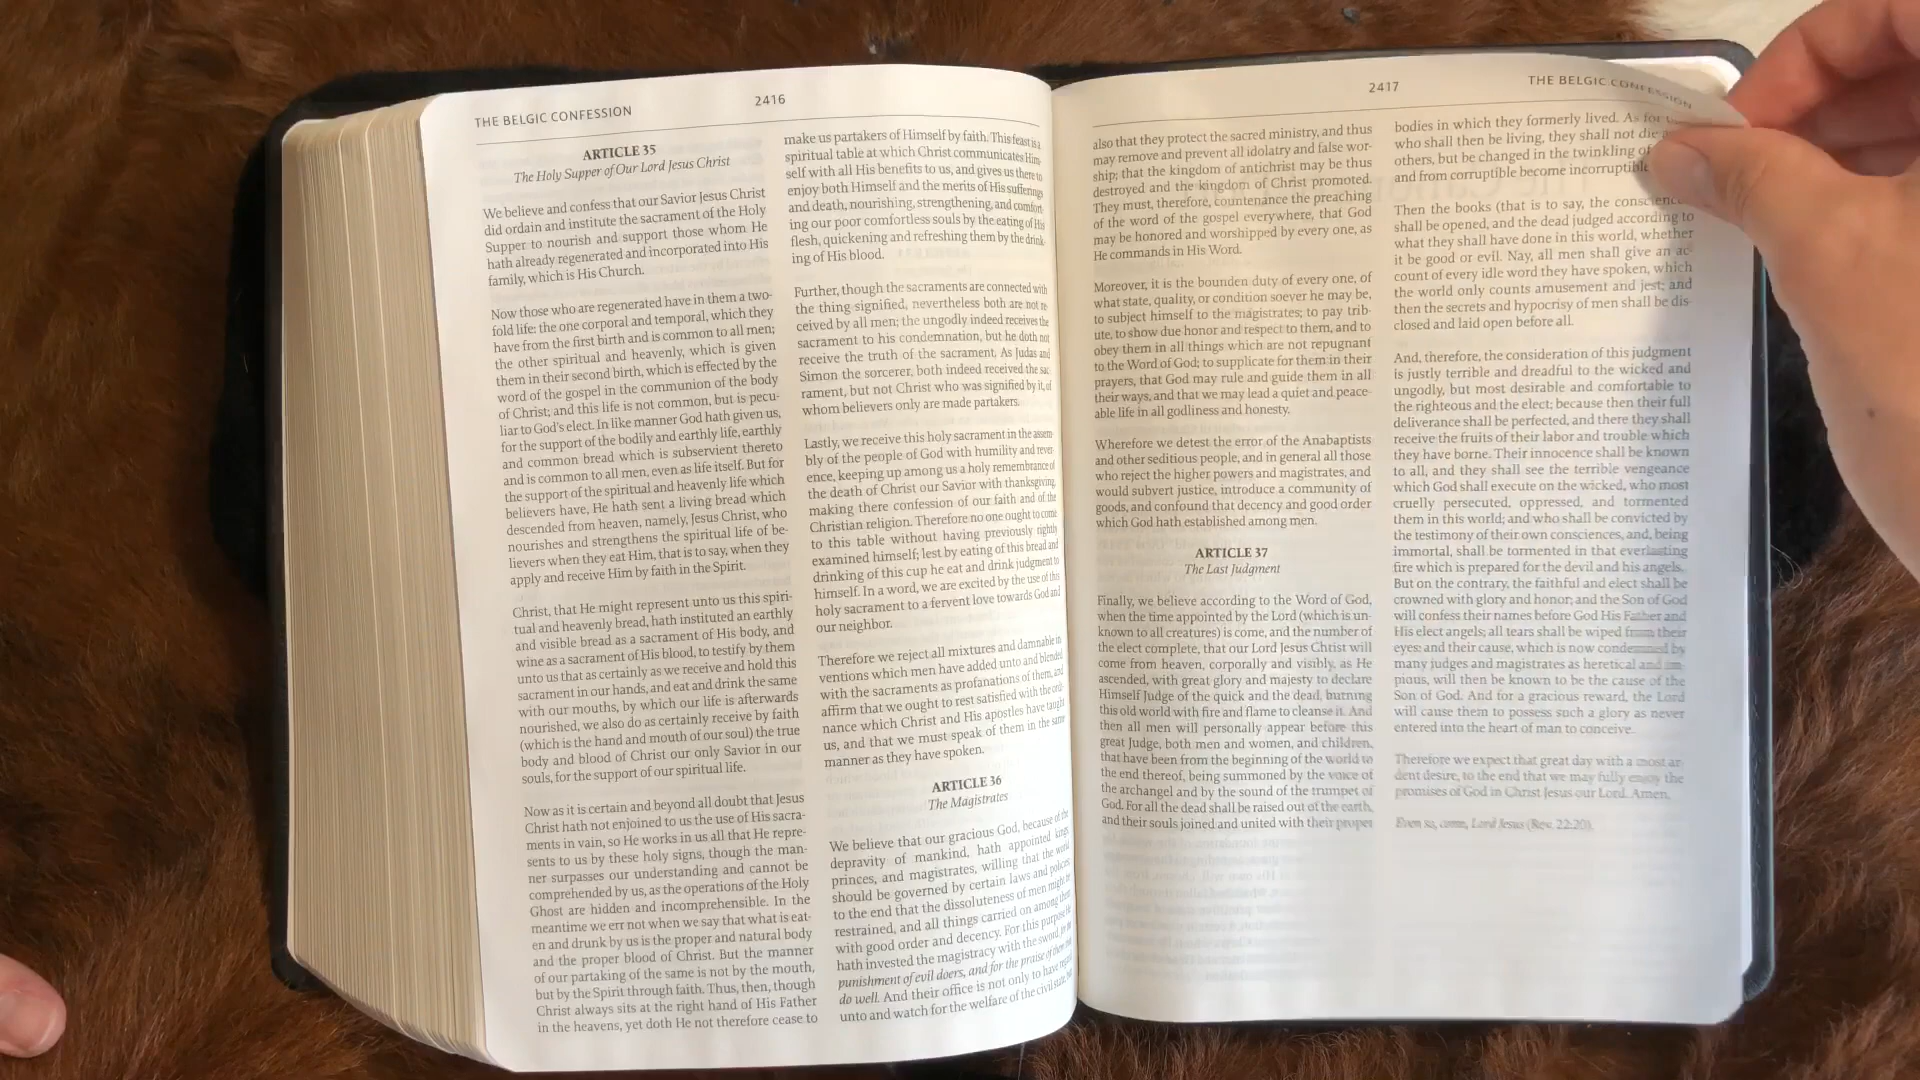 THE BELGIC CONFESSION
2416
ARTICLE 35
The Holy Supper of Our Lord Jesus Christ
We believe and confess that our Savior Jesus Christ
did ordain and institute the sacrament of the Holy
Supper to nourish and support those whom He
hath already regenerated and incorporated into His
family, which is His Church.
Now those who are regenerated have in them a two-
fold life: the one corporal and temporal, which they
have from the first birth and is common to all men;
the other spiritual and heavenly, which is given
them in their second birth, which is effected by the
word of the gospel in the communion of the body
of Christ; and this life is not common, but is pecu-
liar to God's elect. In like manner God hath given us,
for the support of the bodily and earthly life, earthly
and common bread which is subservient thereto
and is common to all men, even as life itself. But for
the support of the spiritual and heavenly life which
believers have, He hath sent a living bread which
descended from heaven, namely, Jesus Christ, who
nourishes and strengthens the spiritual life of be-
lievers when they eat Him, that is to say, when they
apply and receive Him by faith in the Spirit.
Christ, that He might represent unto us this spiri-
tual and heavenly bread, hath instituted an earthly
and visible bread as a sacrament of His body, and
wine as a sacrament of His blood, to testify by them
unto us that as certainly as we receive and hold this
sacrament in our hands, and eat and drink the same
with our mouths, by which our life is afterwards
nourished, we also do as certainly receive by faith
(which is the hand and mouth of our soul) the true
body and blood of Christ our only Savior in our
souls, for the support of our spiritual life.
Now as it is certain and beyond all doubt that Jesus
Christ hath not enjoined to us the use of His sacra-
ments in vain, so He works in us all that He repre-
sents to us by these holy signs, though the man-
ner surpasses our understanding and cannot be
comprehended by us, as the operations of the Holy
Ghost are hidden and incomprehensible. In the
meantime we err not when we say that what is eat-
en and drunk by us is the proper and natural body
and the proper blood of Christ. But the manner
of our partaking of the same is not by the mouth,
but by the Spirit through faith. Thus, then, though
Christ always sits at the right hand of His Father
in the heavens, yet doth He not therefore cease to
make us partakers of Himself by faith. This feast is a
spiritual table at which Christ communicates Him-
self with all His benefits to us, and gives us there to
enjoy both Himself and the merits of His sufferings
and death, nourishing, strengthening, and comfort-
ing our poor comfortless souls by the eating of His
flesh, quickening and refreshing them by the drink-
ing of His blood.
Further, though the sacraments are connected with
the thing signified, nevertheless both are not re-
ceived by all men; the ungodly indeed receives the
sacrament to his condemnation, but he doth not
receive the truth of the sacrament. As Judas and
Simon the sorcerer, both indeed received the sac-
rament, but not Christ who was signified by it, of
whom believers only are made partakers.
Lastly, we receive this holy sacrament in the assem-
bly of the people of God with humility and rever-
ence, keeping up among us a holy remembrance of
the death of Christ our Savior with thanksgiving,
making there confession of our faith and of the
Christian religion. Therefore no one ought to come
to this table without having previously rightly
examined himself; lest by eating of this bread and
drinking of this cup he eat and drink judgment to
himself. In a word, we are excited by the use of this
holy sacrament to a fervent love towards God and
our neighbor.
Therefore we reject all mixtures and damnable in-
ventions which men have added unto and blended
with the sacraments as profanations of them, and
affirm that we ought to rest satisfied with the ordi-
nance which Christ and His apostles have taught
us, and that we must speak of them in the same
manner as they have spoken.
ARTICLE 36
The Magistrates
We believe that our gracious God, because of the
depravity of mankind, hath appointed kings,
princes, and magistrates, willing that the world
should be governed by certain laws and policies;
to the end that the dissoluteness of men might be
restrained, and all things carried on among them
with good order and decency. For this purpose He
hath invested the magistracy with the sword for the
punishment of evil doers, and for the praise of them that
do well. And their office is not only to have regard
unto and watch for the welfare of the civil state, but
2417
THE BELGIC CONFESSION
also that they protect the sacred ministry, and thus
may remove and prevent all idolatry and false wor-
ship; that the kingdom of antichrist may be thus
destroyed and the kingdom of Christ promoted.
They must, therefore, countenance the preaching
of the word of the gospel everywhere, that God
may be honored and worshipped by every one, as
He commands in His Word.
Moreover, it is the bounden duty of every one, of
what state, quality, or condition soever he may be,
to subject himself to the magistrates; to pay trib-
ute, to show due honor and respect to them, and to
obey them in all things which are not repugnant
to the Word of God; to supplicate for them in their
prayers, that God may rule and guide them in all
their ways, and that we may lead a quiet and peace-
able life in all godliness and honesty.
Wherefore we detest the error of the Anabaptists
and other seditious people, and in general all those
who reject the higher powers and magistrates, and
would subvert justice, introduce a community of
goods, and confound that decency and good order
which God hath established among men.
ARTICLE 37
The Last Judgment
Finally, we believe according to the Word of God,
when the time appointed by the Lord (which is un-
known to all creatures) is come, and the number of
the elect complete, that our Lord Jesus Christ will
come from heaven, corporally and visibly, as He
ascended, with great glory and majesty to declare
Himself Judge of the quick and the dead, burning
this old world with fire and flame to cleanse it. And
then all men will personally appear before this
great Judge, both men and women, and children,
that have been from the beginning of the world to
the end thereof, being summoned by the voice of
the archangel and by the sound of the trumpet of
God. For all the dead shall be raised out of the earth,
and their souls joined and united with their proper
bodies in which they formerly lived. As for
who shall then be living, they shall not die
others, but be changed in the twinkling of
and from corruptible become incorruptible
Then the books (that is to say, the consciences
shall be opened, and the dead judged according to
what they shall have done in this world, whether
it be good or evil. Nay, all men shall give an ac-
count of every idle word they have spoken, which
the world only counts amusement and jest; and
then the secrets and hypocrisy of men shall be dis-
closed and laid open before all.
And, therefore, the consideration of this judgment
is justly terrible and dreadful to the wicked and
ungodly, but most desirable and comfortable to
the righteous and the elect; because then their full
deliverance shall be perfected, and there they shall
receive the fruits of their labor and trouble which
they have borne. Their innocence shall be known
to all, and they shall see the terrible vengeance
which God shall execute on the wicked, who most
cruelly persecuted, oppressed, and tormented
them in this world; and who shall be convicted by
the testimony of their own consciences, and, being
immortal, shall be tormented in that everlasting
fire which is prepared for the devil and his angels.
But on the contrary, the faithful and elect shall be
crowned with glory and honor; and the Son of God
will confess their names before God His Father and
His elect angels; all tears shall be wiped from their
eyes; and their cause, which is now condemned by
many judges and magistrates as heretical and im-
pious, will then be known to be the cause of the
Son of God. And for a gracious reward, the Lord
will cause them to possess such a glory as never
entered into the heart of man to conceive.
Therefore we expect that great day with a most ar-
dent desire, to the end that we may fully enjoy the
promises of God in Christ Jesus our Lord. Amen.
Even so, come, Lord Jesus (Rev. 22:20).